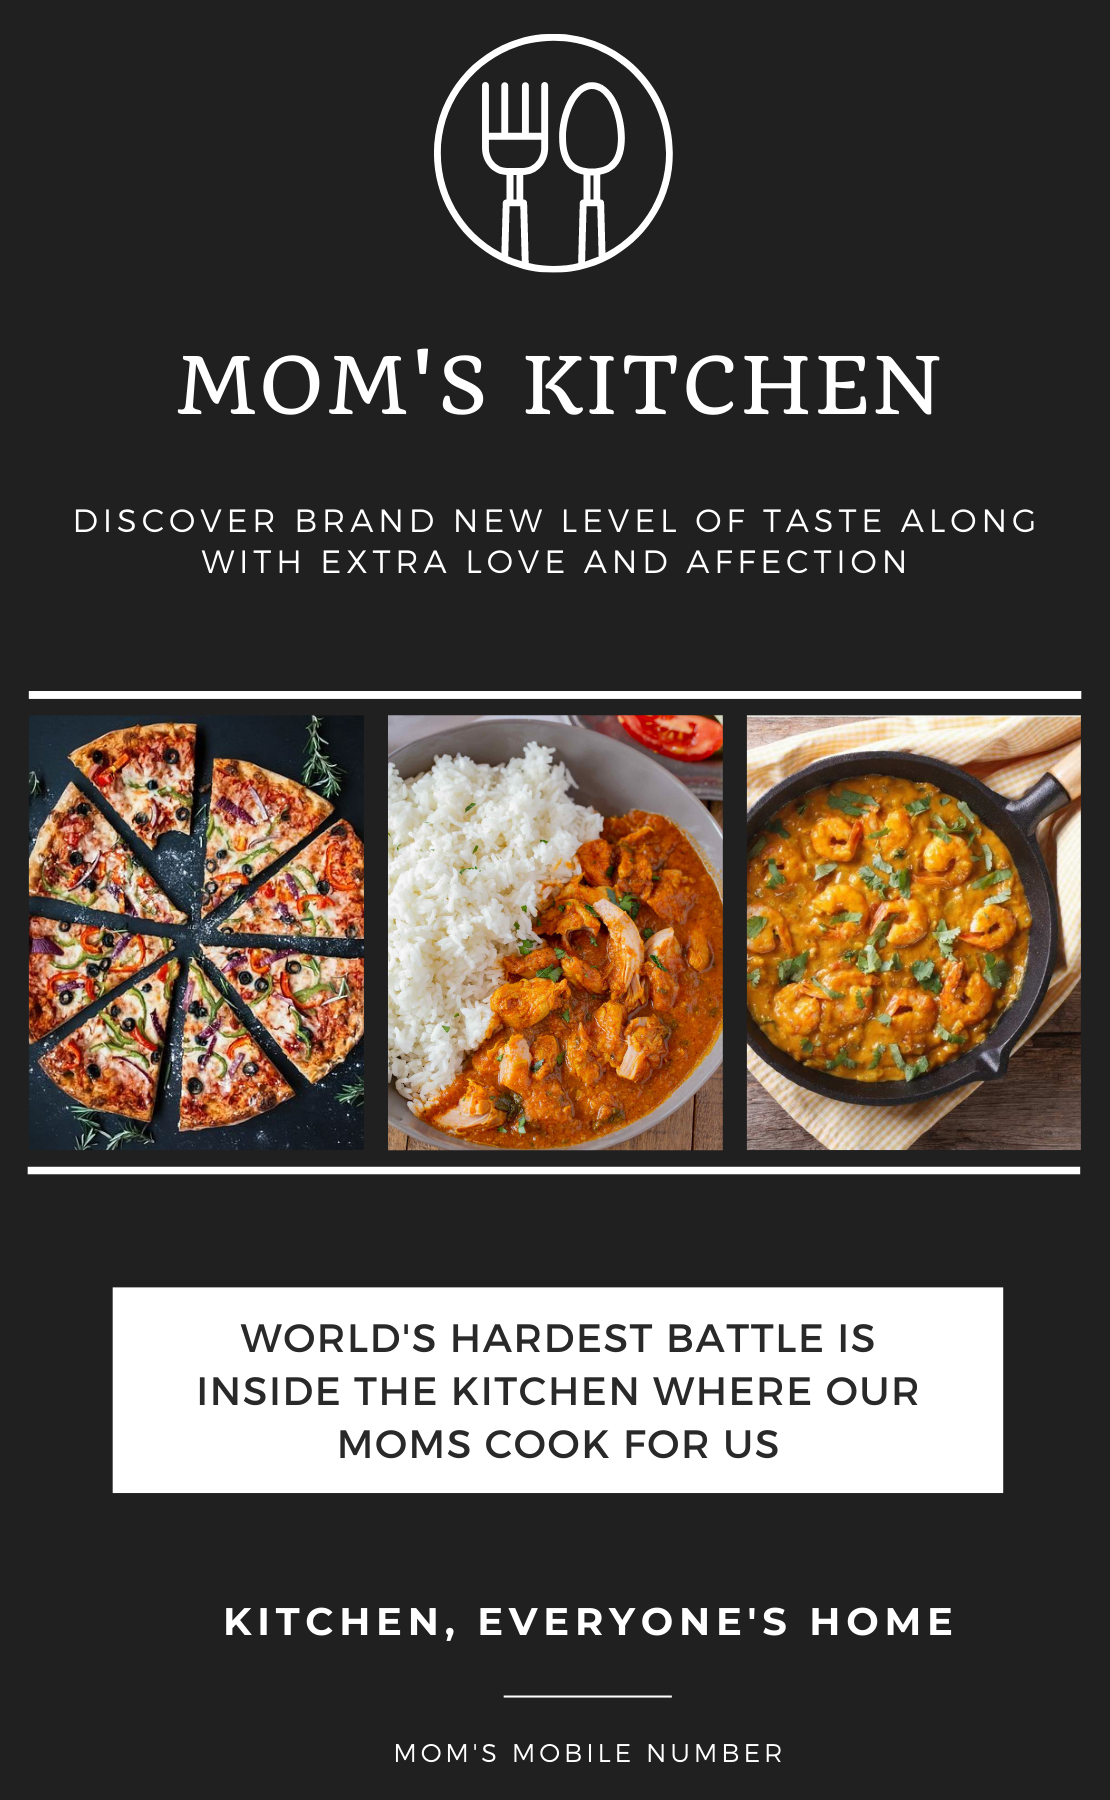 MOM'S KITCHEN
DISCOVER BRAND NEW LEVEL OF TASTE ALONG
WITH EXTRA LOVE AND AFFECTION
WORLD'S HARDEST BATTLE IS
INSIDE THE KITCHEN WHERE OUR
MOMS COOK FOR US
KITCHEN, EVERYONE'S HOME
MOM'S MOBILE NUMBER